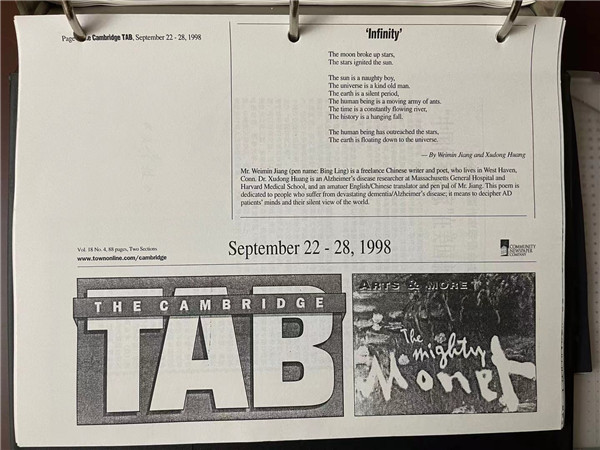 Page The Cambridge TAB, September 22 - 28, 1998
'Infinity'
The moon broke up stars,
The stars ignited the sun.
The sun is a naughty boy,
The universe is a kind old man.
The earth is a silent period,
The human being is a moving army of ants.
The time is a constantly flowing river,
The history is a hanging fall.
The human being has outreached the stars,
The earth is floating down to the universe.
— By Weimin Jiang and Xudong Huang
Mr. Weimin Jiang (pen name: Bing Ling) is a freelance Chinese writer and poet, who lives in West Haven,
Conn. Dr. Xudong Huang is an Alzheimer's disease researcher at Massachusetts General Hospital and
Harvard Medical School, and an amatuer English/Chinese translator and pen pal of Mr. Jiang. This poem is
dedicated to people who suffer from devastating dementia/Alzheimer's disease; it means to decipher AD
patients' minds and their silent view of the world.
Vol. 18 No. 4, 88 pages, Two Sections
www.townonline.com/cambridge
September 22 - 28, 1998
COMMUNITY
NEWSPAPER
COMPANY
THE CAMBRIDGE
TAB
ARTS & MORE
The
mighty
Monet